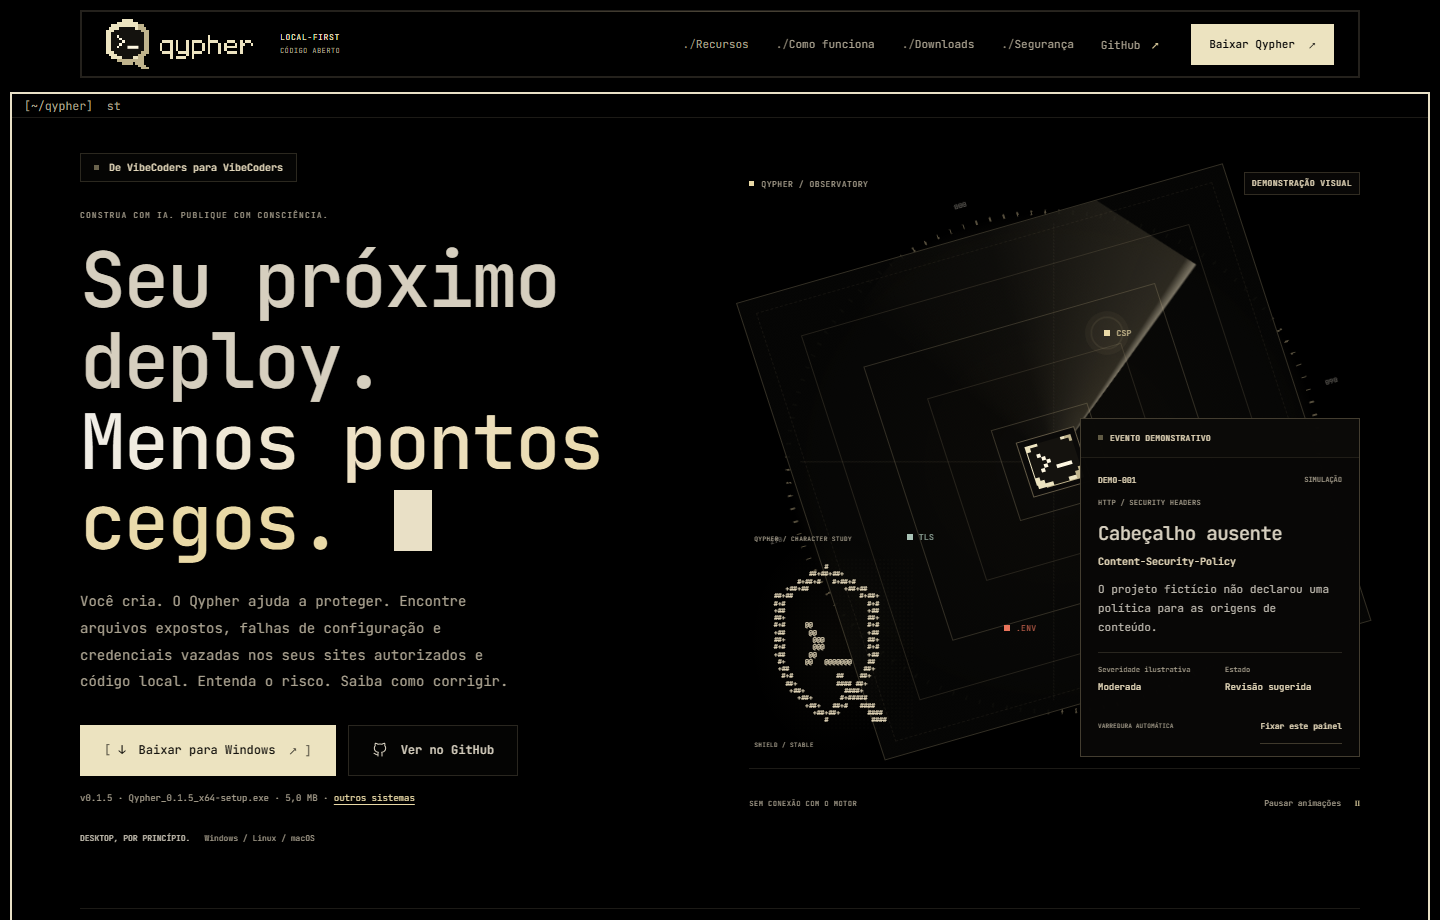 qypher
LOCAL-FIRST
CÓDIGO ABERTO
./Recursos
./Como funciona
./Downloads
./Segurança
GitHub ↗
Baixar Qypher ↗
[~/qypher] st
De VibeCoders para VibeCoders
CONSTRUA COM IA. PUBLIQUE COM CONSCIÊNCIA.
Seu próximo
deploy.
Menos pontos
cegos.
Você cria. O Qypher ajuda a proteger. Encontre
arquivos expostos, falhas de configuração e
credenciais vazadas nos seus sites autorizados e
código local. Entenda o risco. Saiba como corrigir.
[ ↓ Baixar para Windows ↗ ]
Ver no GitHub
v0.1.5 · Qypher_0.1.5_x64-setup.exe · 5,0 MB · outros sistemas
DESKTOP, POR PRINCÍPIO. Windows / Linux / macOS
QYPHER / OBSERVATORY
DEMONSTRAÇÃO VISUAL
000
090
CSP
TLS
.ENV
QYPHER / CHARACTER STUDY
SHIELD / STABLE
EVENTO DEMONSTRATIVO
DEMO-001
SIMULAÇÃO
HTTP / SECURITY HEADERS
Cabeçalho ausente
Content-Security-Policy
O projeto fictício não declarou uma
política para as origens de
conteúdo.
Severidade ilustrativa
Estado
Moderada
Revisão sugerida
VARREDURA AUTOMÁTICA
Fixar este painel
SEM CONEXÃO COM O MOTOR
Pausar animações